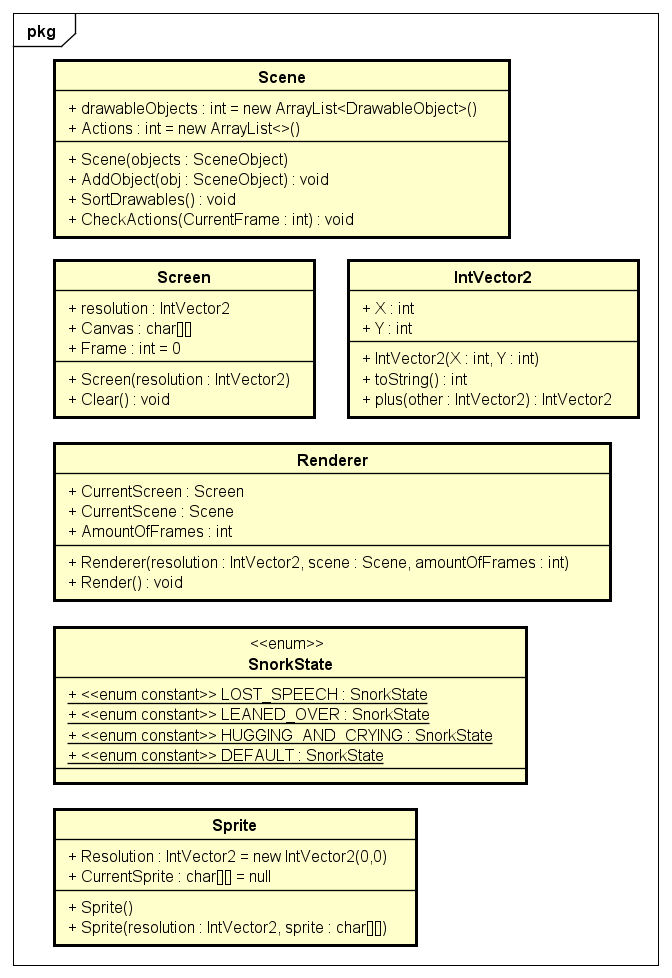 pkg
Scene
+ drawableObjects : int = new ArrayList<DrawableObject>()
+ Actions : int = new ArrayList<>()
+ Scene(objects : SceneObject)
+ AddObject(obj : SceneObject) : void
+ SortDrawables() : void
+ CheckActions(CurrentFrame : int) : void
Screen
+ resolution : IntVector2
+ Canvas : char[][]
+ Frame : int = 0
+ Screen(resolution : IntVector2)
+ Clear() : void
IntVector2
+ X : int
+ Y : int
+ IntVector2(X : int, Y : int)
+ toString() : int
+ plus(other : IntVector2) : IntVector2
Renderer
+ CurrentScreen : Screen
+ CurrentScene : Scene
+ AmountOfFrames : int
+ Renderer(resolution : IntVector2, scene : Scene, amountOfFrames : int)
+ Render() : void
<<enum>>
SnorkState
+ <<enum constant>> LOST_SPEECH : SnorkState
+ <<enum constant>> LEANED_OVER : SnorkState
+ <<enum constant>> HUGGING_AND_CRYING : SnorkState
+ <<enum constant>> DEFAULT : SnorkState
Sprite
+ Resolution : IntVector2 = new IntVector2(0,0)
+ CurrentSprite : char[][] = null
+ Sprite()
+ Sprite(resolution : IntVector2, sprite : char[][])